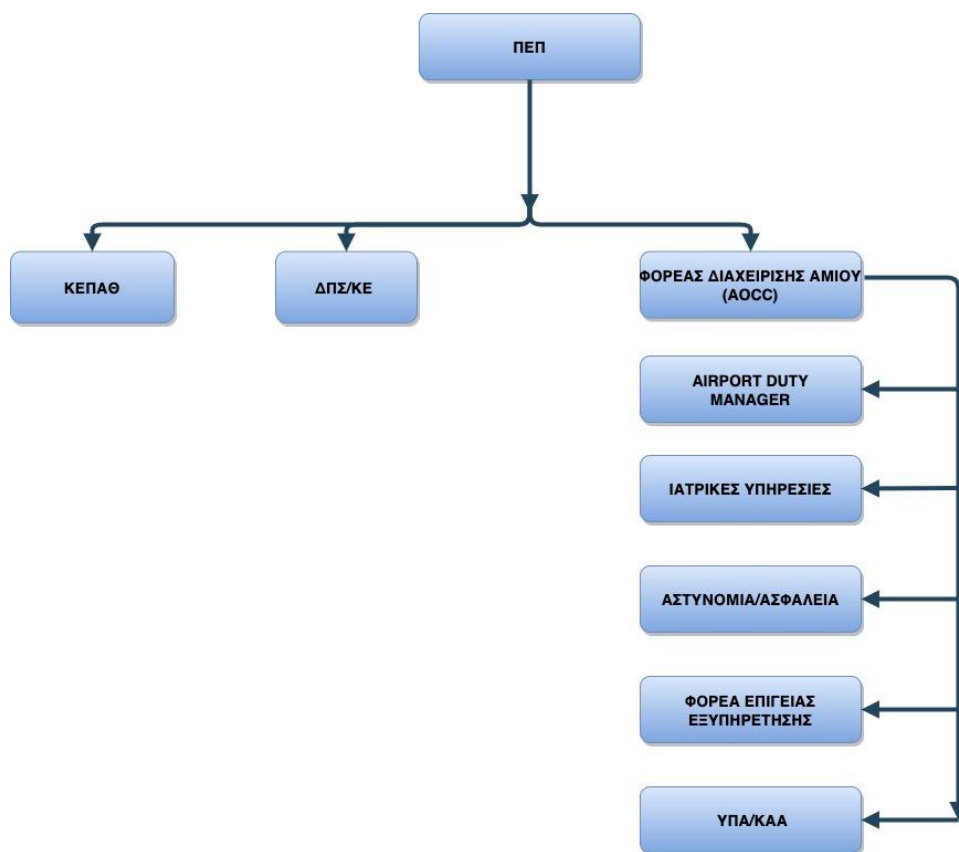 ΠΕΠ
ΚΕΠΑΘ
ΔΠΣ/ΚΕ
ΦΟΡΕΑΣ ΔΙΑΧΕΙΡΙΣΗΣ ΑΜΙΟΥ
(AOCC)
AIRPORT DUTY
MANAGER
ΙΑΤΡΙΚΕΣ ΥΠΗΡΕΣΙΕΣ
ΑΣΤΥΝΟΜΙΑ/ΑΣΦΑΛΕΙΑ
ΦΟΡΕΑ ΕΠΙΓΕΙΑΣ
ΕΞΥΠΗΡΕΤΗΣΗΣ
ΥΠΑ/ΚΑΑ